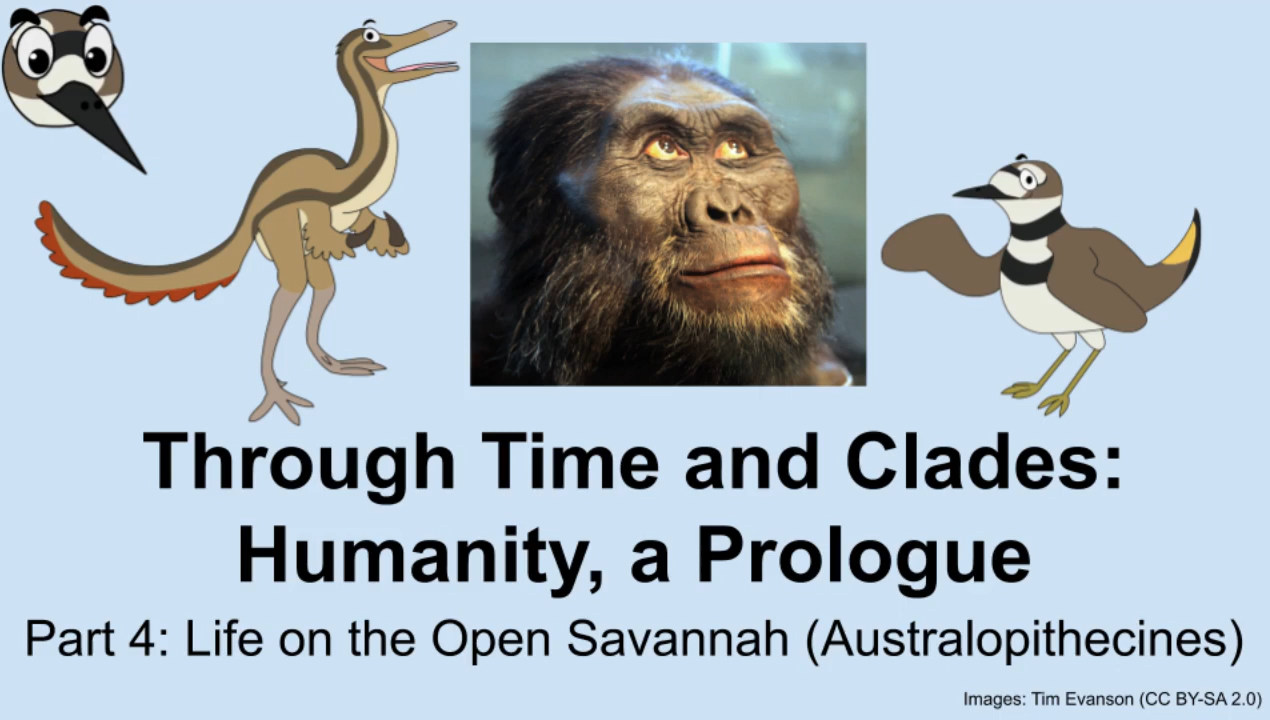 Through Time and Clades:
Humanity, a Prologue
Part 4: Life on the Open Savannah (Australopithecines)
Images: Tim Evanson (CC BY-SA 2.0)